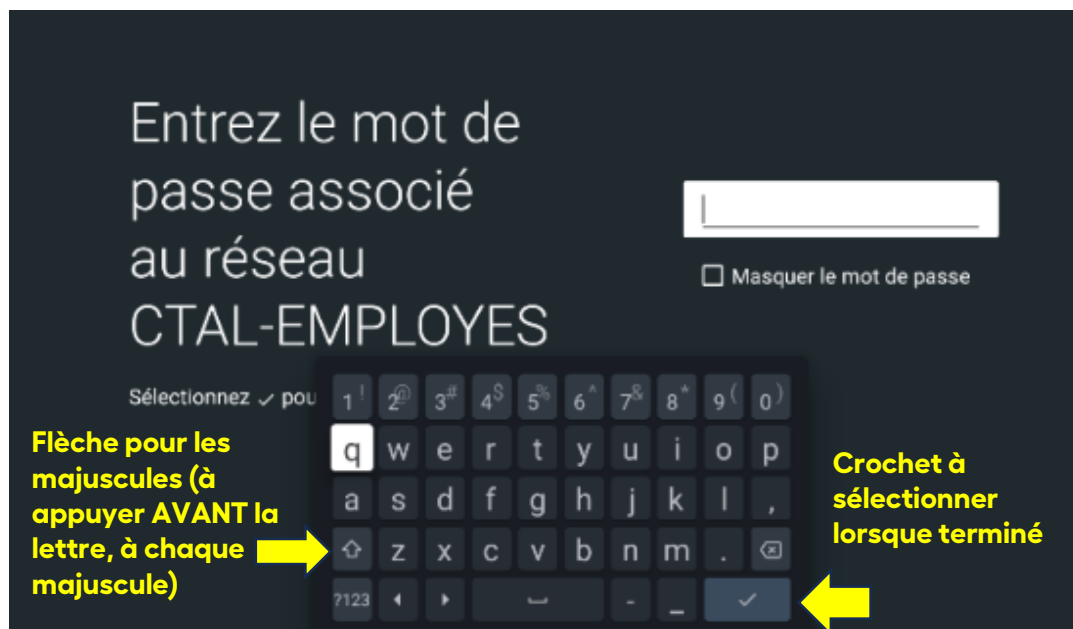 Entrez le mot de
passe associé
au réseau
CTAL-EMPLOYES
Sélectionnez ✓ pou
Masquer le mot de passe
Flèche pour les
majuscules (à
appuyer AVANT la
lettre, à chaque
majuscule)
1 ! 2 @ 3 # 4 $ 5 % 6 ^ 7 & 8 * 9 ( 0 )
q w e r t y u i o p
a s d f g h j k l ,
z x c v b n m .
?123 - _
Crochet à
sélectionner
lorsque terminé